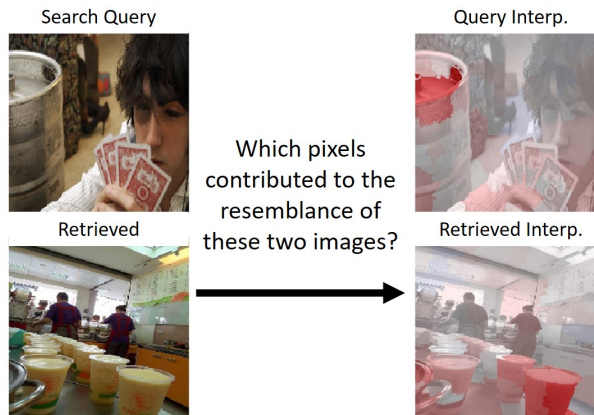 Search Query
Query Interp.
Which pixels
contributed to the
resemblance of
these two images?
Retrieved
Retrieved Interp.